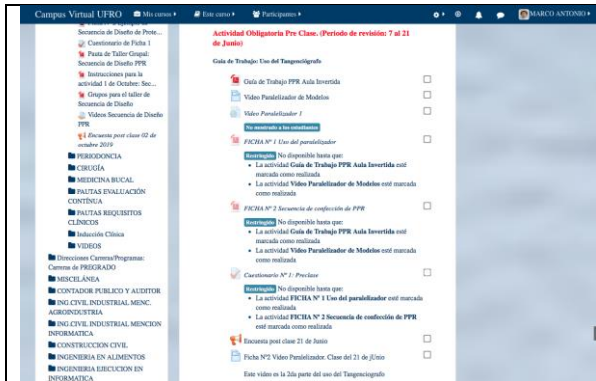 Campus Virtual UFRO Mis cursos Este curso Participantes MARCO ANTONIO
Secuencia de Diseño de Prote...
Cuestionario de Ficha 1
Pauta de Taller Grupal:
Secuencia de Diseño PPR
Instrucciones para la
actividad 1 de Octubre: Sec...
Grupos para el taller de
Secuencia de Diseño
Videos Secuencia de Diseño
PPR
Encuesta post clase 02 de
octubre 2019
PERIODONCIA
CIRUGÍA
MEDICINA BUCAL
PAUTAS EVALUACIÓN
CONTÍNUA
PAUTAS REQUISITOS
CLÍNICOS
Inducción Clínica
VIDEOS
Direcciones Carreras/Programas:
Carreras de PREGRADO
MISCELÁNEA
CONTADOR PUBLICO Y AUDITOR
ING CIVIL INDUSTRIAL MENC.
AGROINDUSTRIA
ING.CIVIL INDUSTRIAL MENCION
INFORMATICA
CONSTRUCCION CIVIL
INGENIERIA EN ALIMENTOS
INGENIERIA EJECUCION EN
INFORMATICA
Actividad Obligatoria Pre Clase. (Periodo de revisión: 7 al 21
de Junio)
Guía de Trabajo: Uso del Tangenciógrafo
Guía de Trabajo PPR Aula Invertida
Video Paralelizador de Modelos
Video Paralelizador 1
No mostrado a los estudiantes
FICHA Nº 1 Uso del paralelizador
Restringido No disponible hasta que:
La actividad Guía de Trabajo PPR Aula Invertida esté
marcada como realizada
La actividad Video Paralelizador de Modelos esté marcada
como realizada
FICHA Nº 2 Secuencia de confección de PPR
Restringido No disponible hasta que:
La actividad Guía de Trabajo PPR Aula Invertida esté
marcada como realizada
La actividad Video Paralelizador de Modelos esté marcada
como realizada
Cuestionario Nº 1: Preclase
Restringido No disponible hasta que:
La actividad FICHA Nº 1 Uso del paralelizador esté marcada
como realizada
La actividad FICHA Nº 2 Secuencia de confección de PPR
esté marcada como realizada
Encuesta post clase 21 de Junio
Ficha Nº2 Video Paralelizador. Clase del 21 de jUnio
Este video es la 2da parte del uso del Tangenciografo